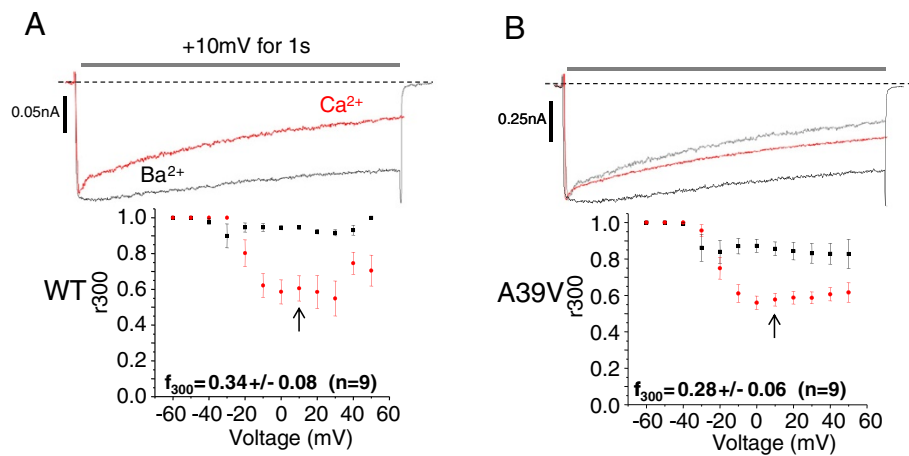 A
+10mV for 1s
0.05nA
Ca²⁺
Ba²⁺
WT
r300
1.0
0.8
0.6
0.4
0.2
0.0
f₃₀₀= 0.34+/- 0.08 (n=9)
-60 -40 -20 0 20 40 60
Voltage (mV)
B
0.25nA
A39V
r300
1.0
0.8
0.6
0.4
0.2
0.0
f₃₀₀= 0.28+/- 0.06 (n=9)
-60 -40 -20 0 20 40 60
Voltage (mV)